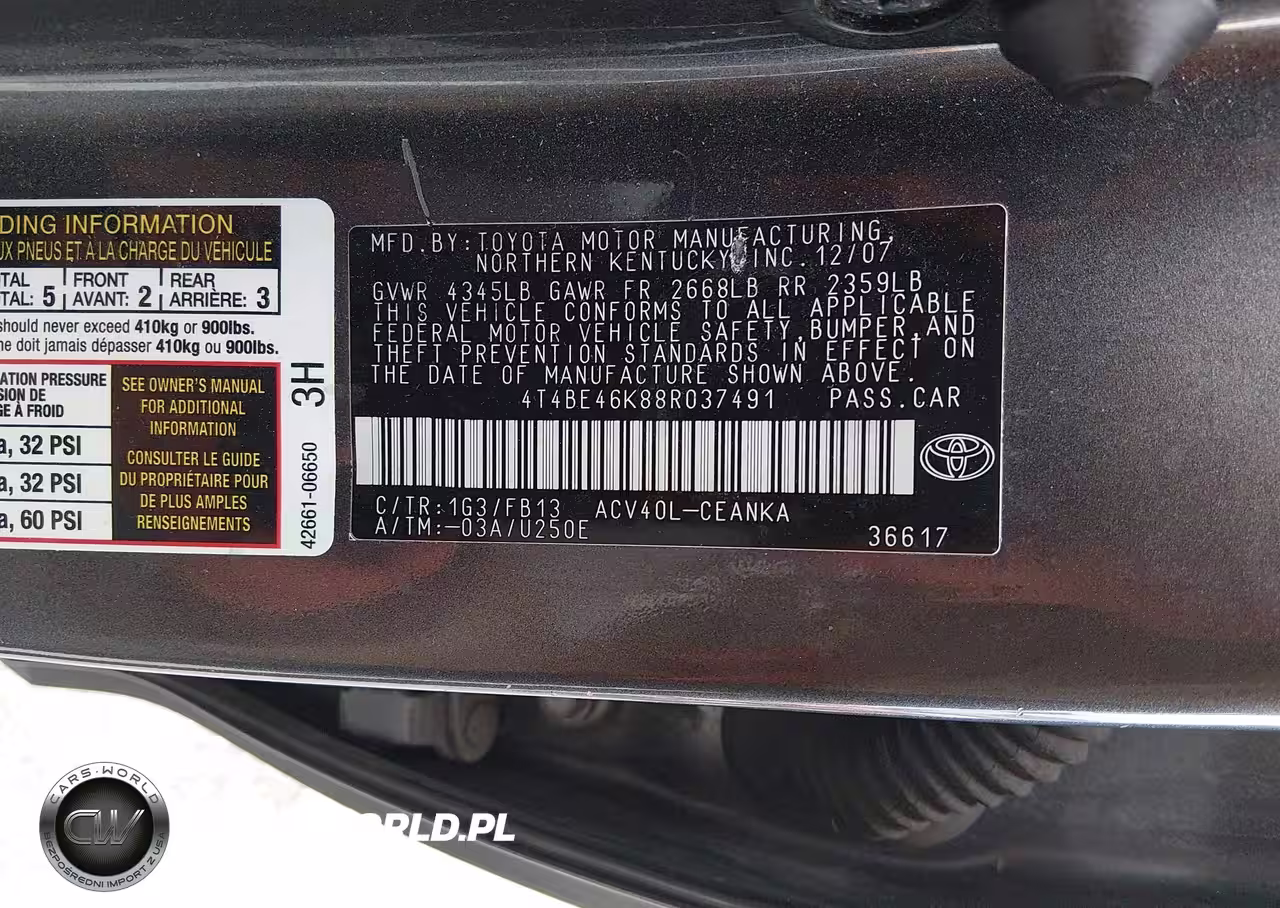 DING INFORMATION
UX PNEUS ET À LA CHARGE DU VÉHICULE
OTAL FRONT REAR
OTAL: 5 AVANT: 2 ARRIÈRE: 3
should never exceed 410kg or 900lbs.
ne doit jamais dépasser 410kg ou 900lbs.
ATION PRESSURE
SION DE
GE À FROID
a, 32 PSI
a, 32 PSI
a, 60 PSI
SEE OWNER'S MANUAL
FOR ADDITIONAL
INFORMATION
CONSULTER LE GUIDE
DU PROPRIÉTAIRE POUR
DE PLUS AMPLES
RENSEIGNEMENTS
3H
42661-06650
MFD.BY:TOYOTA MOTOR MANUFACTURING,
NORTHERN KENTUCKY, INC. 12/07
GVWR 4345LB GAWR FR 2668LB RR 2359LB
THIS VEHICLE CONFORMS TO ALL APPLICABLE
FEDERAL MOTOR VEHICLE SAFETY,BUMPER,AND
THEFT PREVENTION STANDARDS IN EFFECT ON
THE DATE OF MANUFACTURE SHOWN ABOVE.
4T4BE46K88R037491 PASS.CAR
C/TR:1G3/FB13 ACV40L-CEANKA
A/TM:-03A/U250E
36617
CARS-WORLD
CW
BEZPOŚREDNI IMPORT Z USA
ORLD.PL